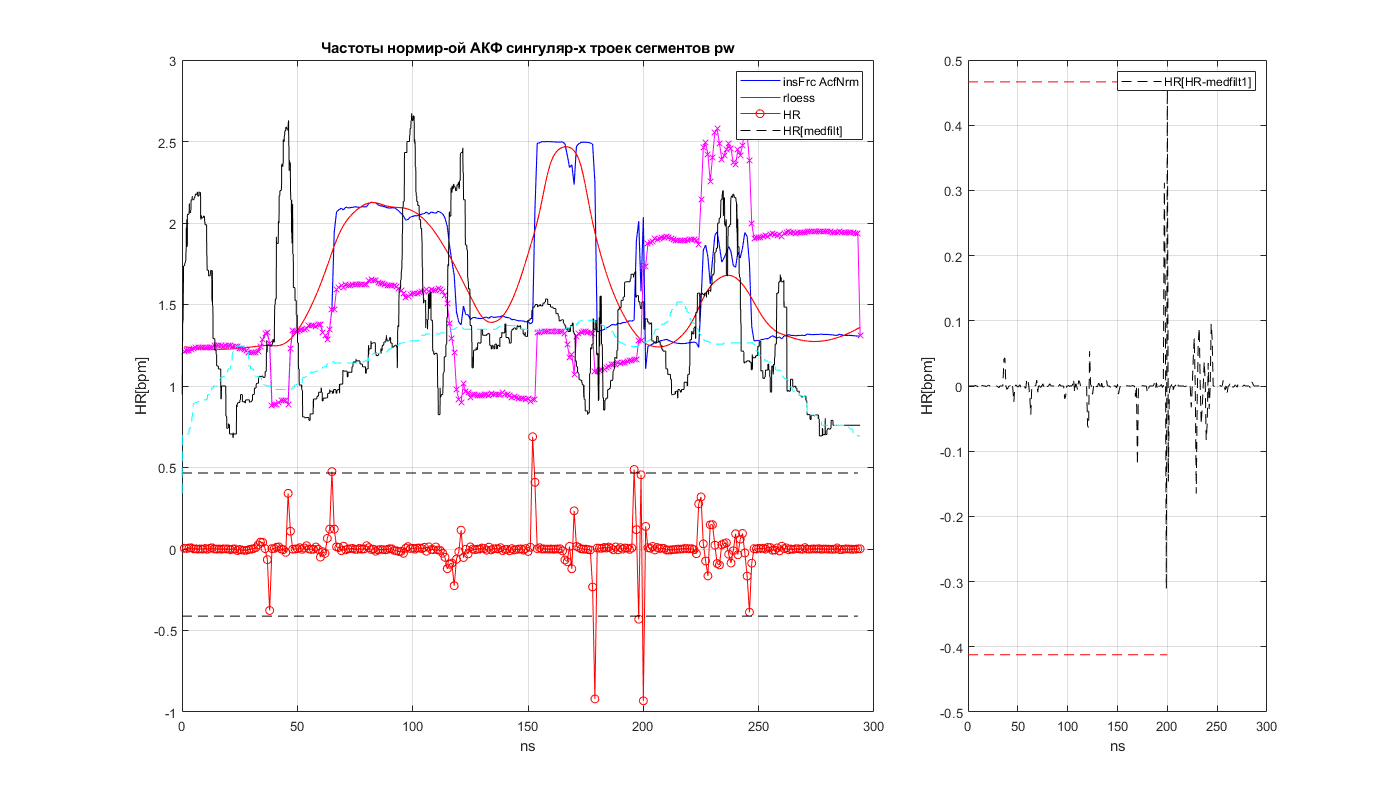 Частоты нормир-ой АКФ сингуляр-х троек сегментов pw
insFrc AcfNrm
rloess
HR
HR[medfilt]
3
2.5
2
1.5
1
0.5
0
-0.5
-1
HR[bpm]
0 50 100 150 200 250 300
ns
HR[HR-medfilt1]
0.5
0.4
0.3
0.2
0.1
0
-0.1
-0.2
-0.3
-0.4
-0.5
HR[bpm]
0 50 100 150 200 250 300
ns